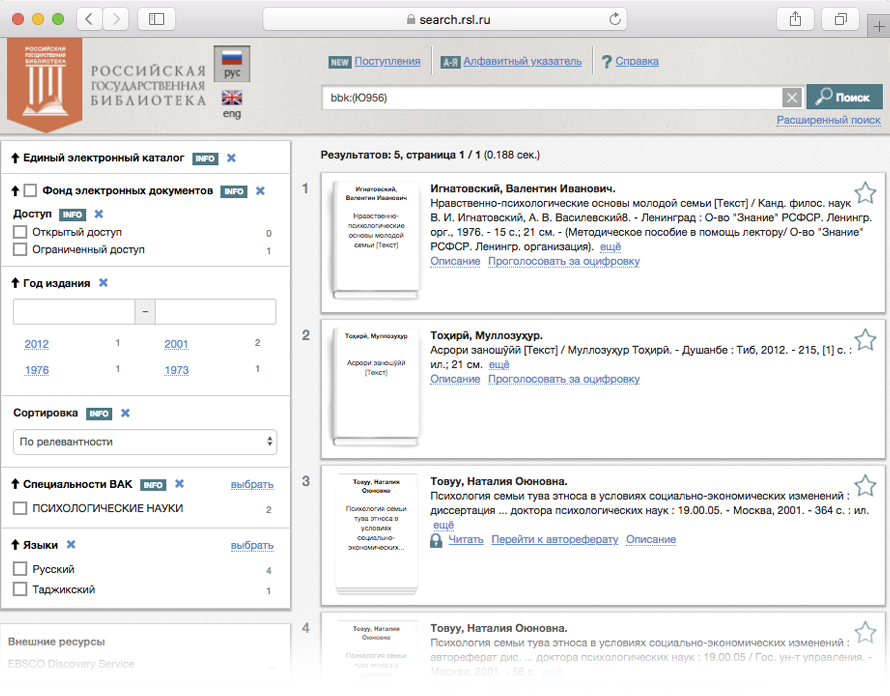 search.rsl.ru
РОССИЙСКАЯ
ГОСУДАРСТВЕННАЯ
БИБЛИОТЕКА
РОССИЙСКАЯ
ГОСУДАРСТВЕННАЯ
БИБЛИОТЕКА
рус
eng
NEW Поступления
А-Я Алфавитный указатель
? Справка
bbk:(Ю956)
Поиск
Расширенный поиск
Единый электронный каталог INFO
Фонд электронных документов INFO
Доступ INFO
Открытый доступ 0
Ограниченный доступ 1
Год издания
–
2012 1 2001 2
1976 1 1973 1
Сортировка INFO
По релевантности
Специальности ВАК INFO выбрать
ПСИХОЛОГИЧЕСКИЕ НАУКИ 2
Языки выбрать
Русский 4
Таджикский 1
Внешние ресурсы
EBSCO Discovery Service
Результатов: 5, страница 1 / 1 (0.188 сек.)
1
Игнатовский,
Валентин Иванович.
Нравственно-
психологические
основы молодой
семьи [Текст]
Игнатовский, Валентин Иванович.
Нравственно-психологические основы молодой семьи [Текст] / Канд. филос. наук
В. И. Игнатовский, А. В. Василевский8. - Ленинград : О-во "Знание" РСФСР. Ленингр.
орг., 1976. - 15 с.; 21 см. - (Методическое пособие в помощь лектору/ О-во "Знание"
РСФСР. Ленингр. организация). ещё
Описание Проголосовать за оцифровку
2
Тоҳирӣ, Муллозуҳур
Асрори заношӯйӣ
[Текст]
Тоҳирӣ, Муллозуҳур.
Асрори заношӯйӣ [Текст] / Муллозуҳур Тоҳирӣ. - Душанбе : Тиб, 2012. - 215, [1] с. :
ил.; 21 см. ещё
Описание Проголосовать за оцифровку
3
Товуу, Наталия
Оюновна
Психология семьи
тува этноса в
условиях
социально-
экономических...
Товуу, Наталия Оюновна.
Психология семьи тува этноса в условиях социально-экономических изменений :
диссертация ... доктора психологических наук : 19.00.05. - Москва, 2001. - 364 с. : ил.
ещё
Читать Перейти к автореферату Описание
4
Товуу, Наталия
Оюновна
Психология семьи
тува этноса в
Товуу, Наталия Оюновна.
Психология семьи тува этноса в условиях социально-экономических изменений :
автореферат дис. ... доктора психологических наук : 19.00.05 / Гос. ун-т управления. -
Москва, 2001. - 56 с. ещё